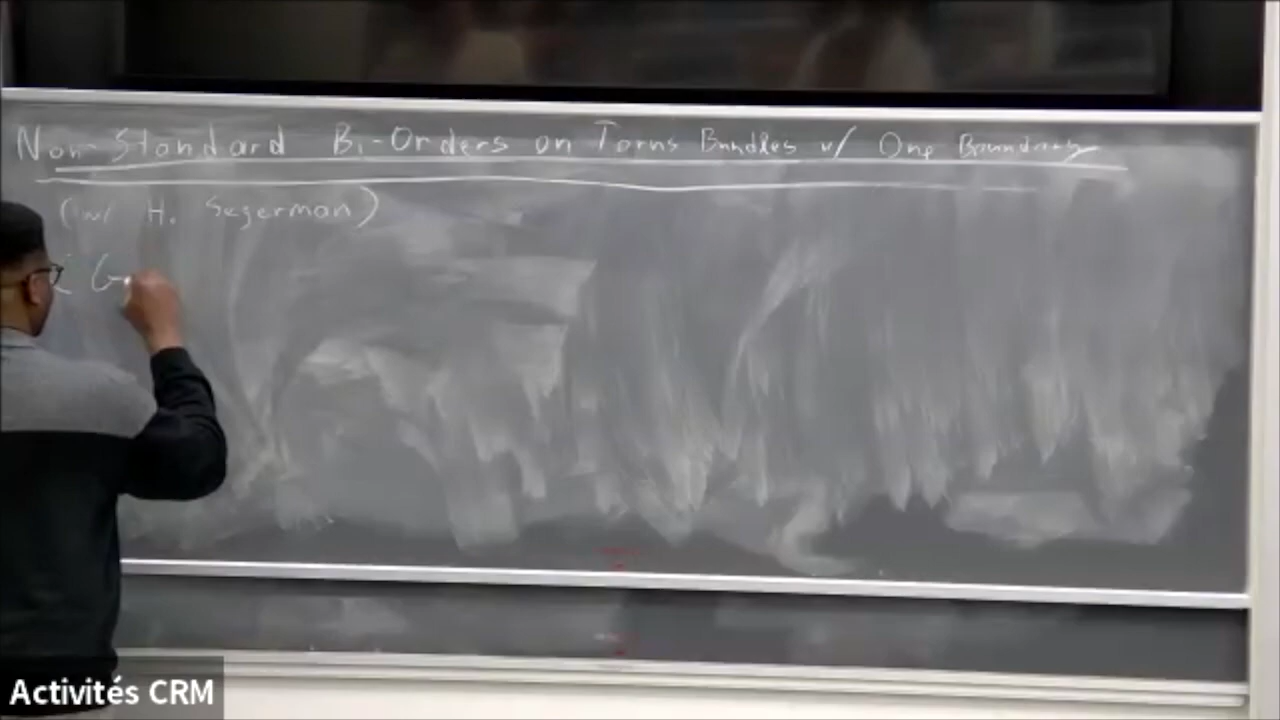 Non-Standard Bi-Orders on Torus Bundles w/ One Boundary
(w/ H. Segerman)
G
Activités CRM